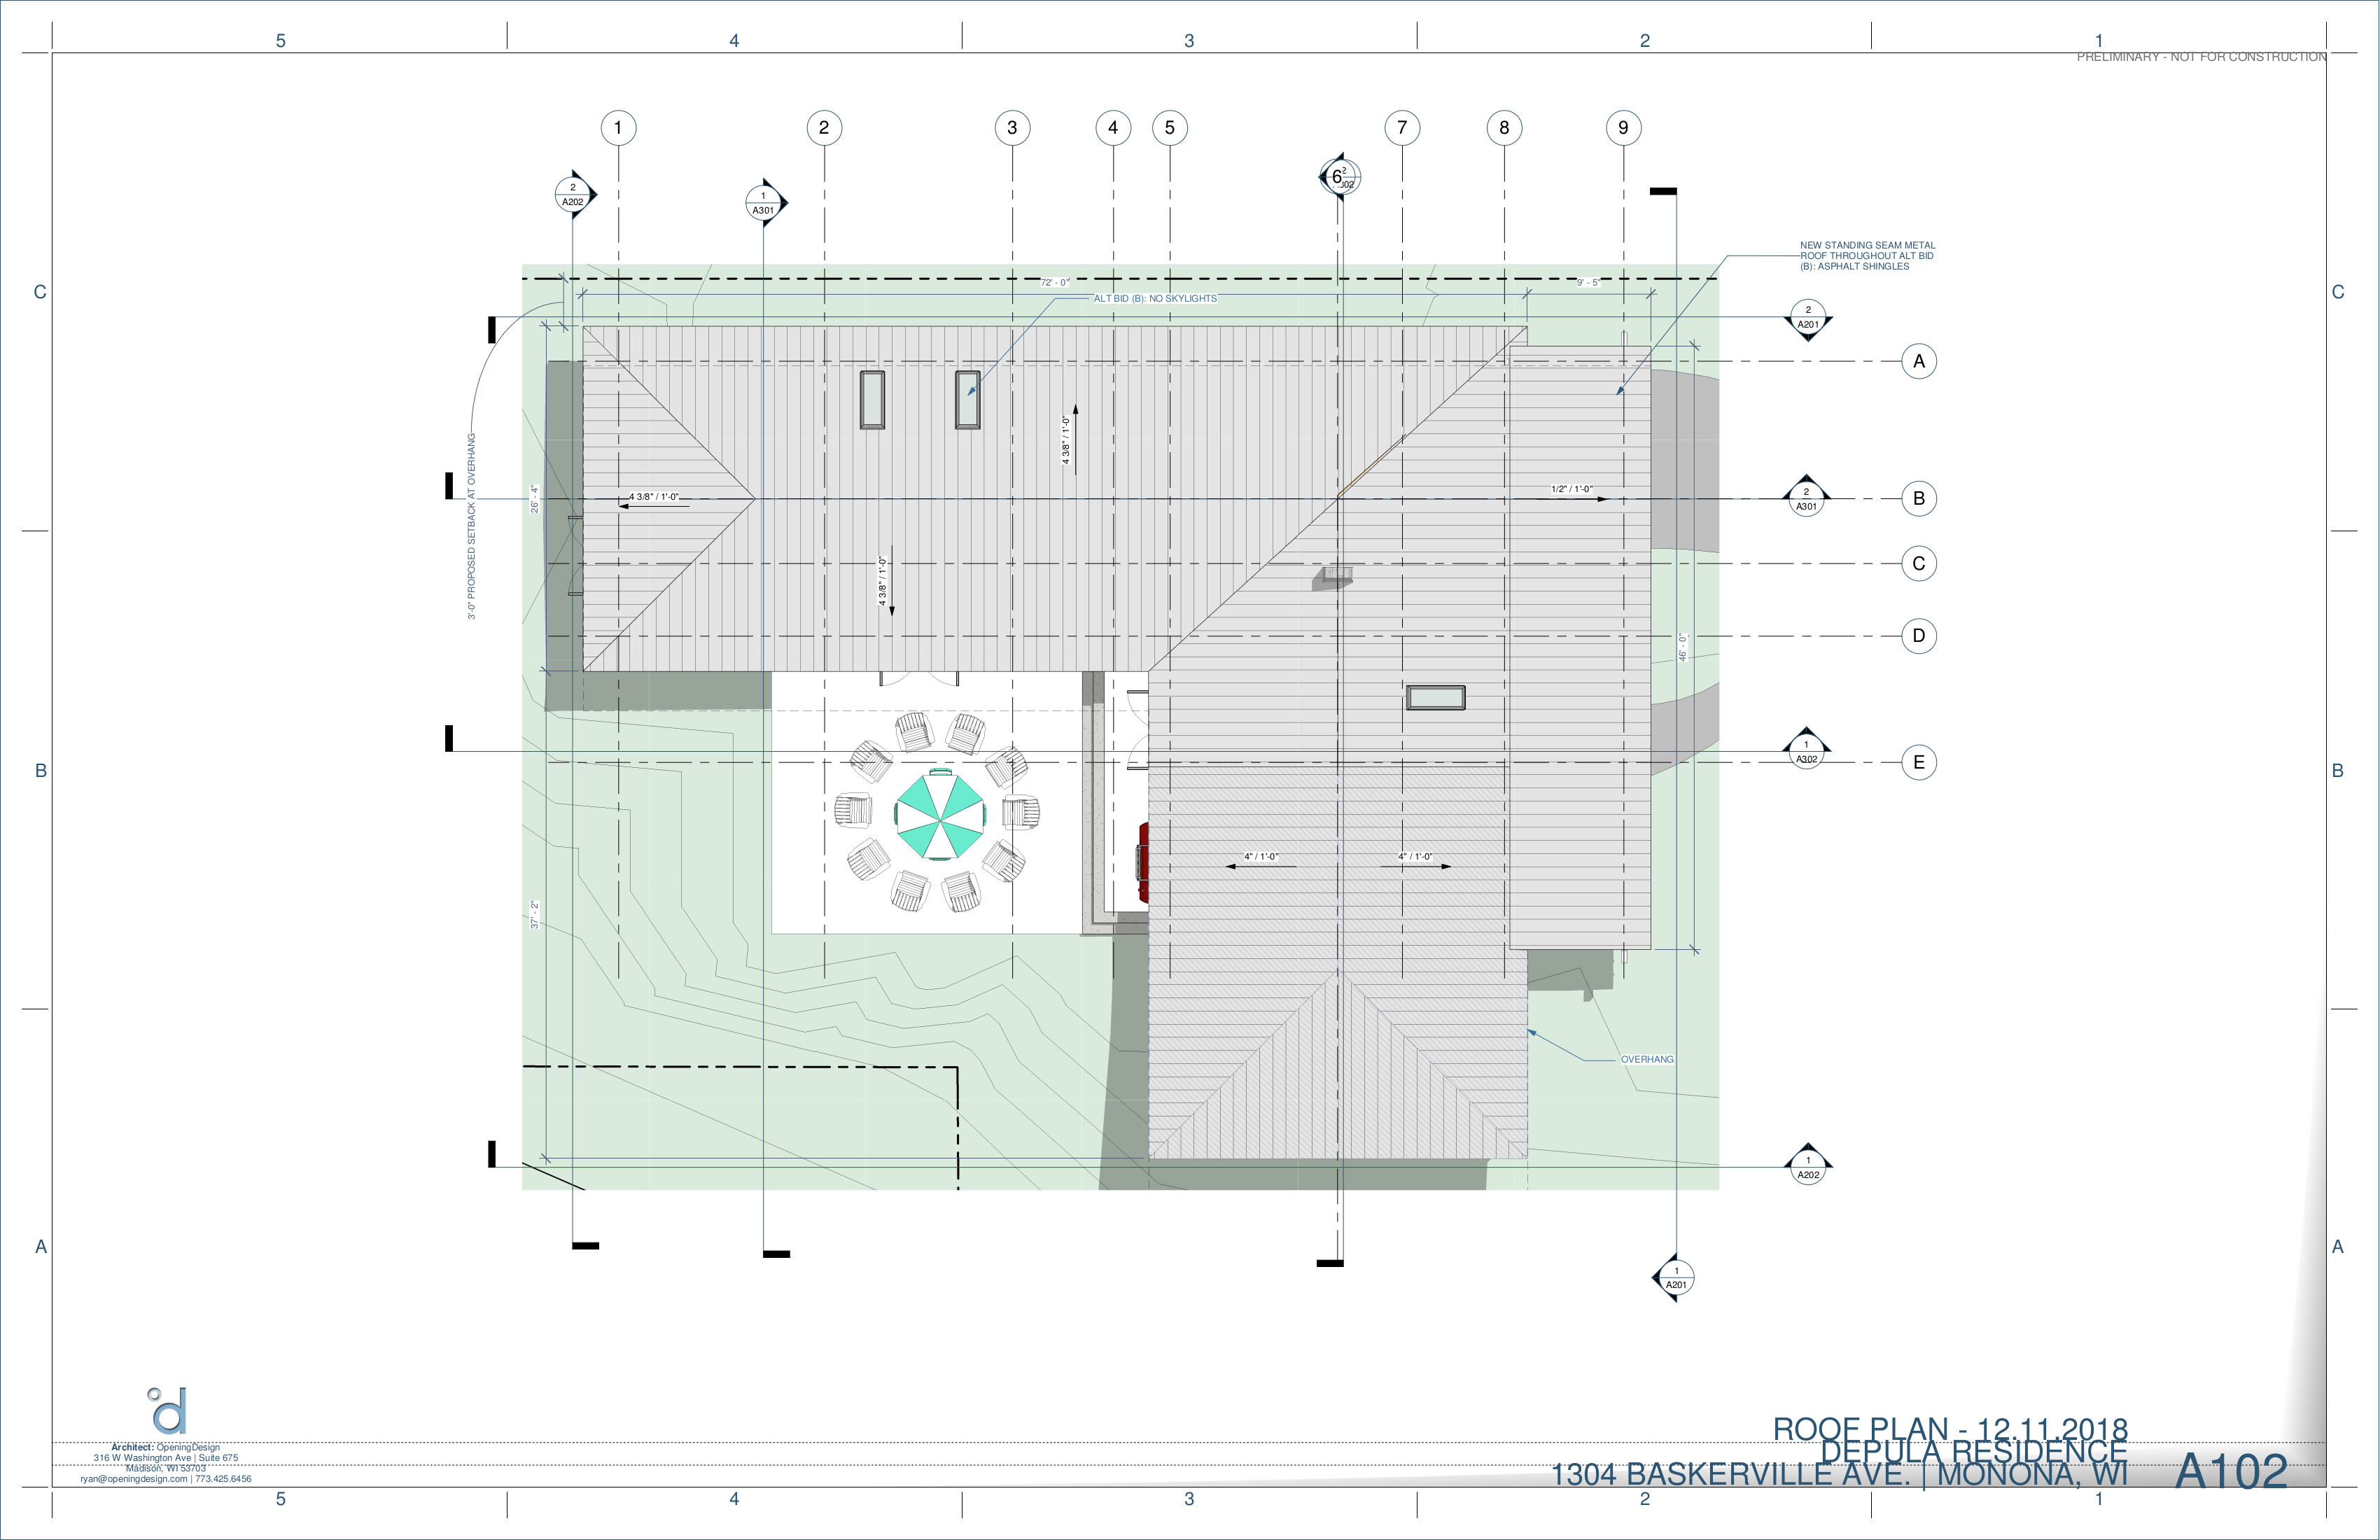 5 4 3 2 1
PRELIMINARY - NOT FOR CONSTRUCTION
1 2 3 4 5 7 8 9
6
2
A202
1
A301
2
NEW STANDING SEAM METAL
ROOF THROUGHOUT ALT BID
(B): ASPHALT SHINGLES
72' - 0"
9' - 5"
ALT BID (B): NO SKYLIGHTS
C
C
2
A201
A
4 3/8" / 1'-0"
3'-0" PROPOSED SETBACK AT OVERHANG
26' - 4"
4 3/8" / 1'-0"
1/2" / 1'-0"
2
A301
B
C
4 3/8" / 1'-0"
D
46' - 0"
1
A302
E
B
B
4" / 1'-0"
4" / 1'-0"
37' - 2"
OVERHANG
1
A202
A
A
1
A201
Architect: OpeningDesign
316 W Washington Ave | Suite 675
Madison, WI 53703
ryan@openingdesign.com | 773.425.6456
ROOF PLAN - 12.11.2018
DEPULA RESIDENCE
1304 BASKERVILLE AVE. | MONONA, WI
A102
5 4 3 2 1